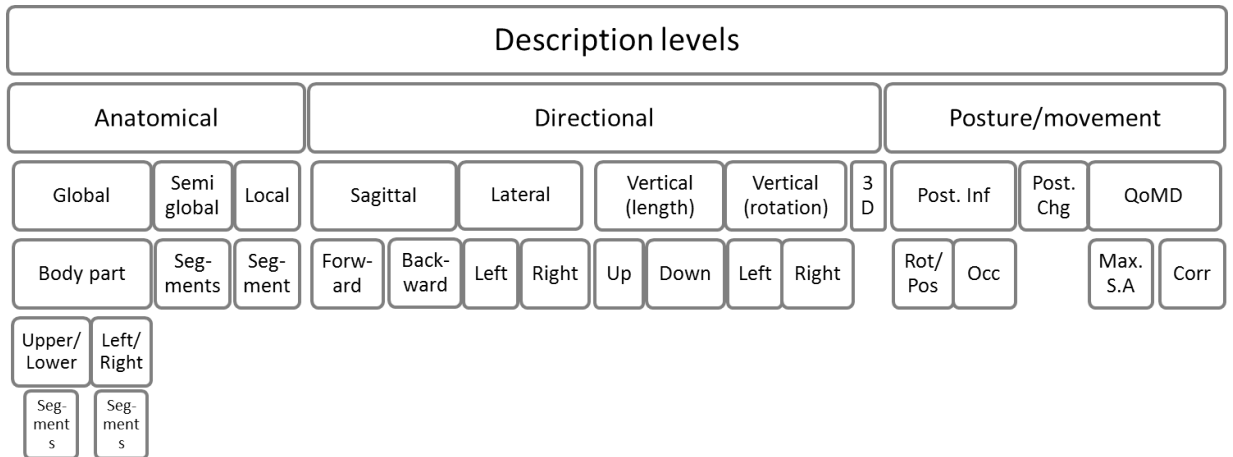 Description levels
Anatomical
Directional
Posture/movement
Global
Semi
global
Local
Sagittal
Lateral
Vertical
(length)
Vertical
(rotation)
3
D
Post. Inf
Post.
Chg
QoMD
Body part
Seg-
ments
Seg-
ment
Forw-
ard
Back-
ward
Left
Right
Up
Down
Left
Right
Rot/
Pos
Occ
Max.
S.A
Corr
Upper/
Lower
Left/
Right
Seg-
ment
s
Seg-
ment
s